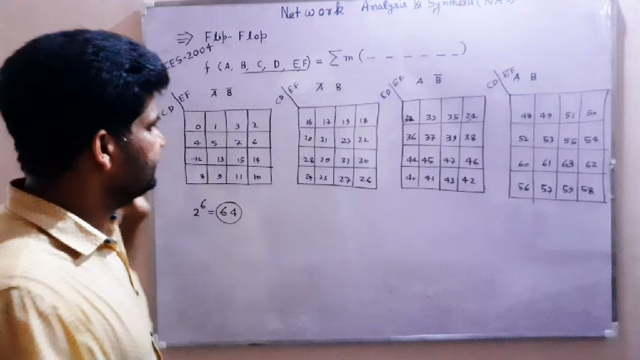 Network Analysis & Synthesis (NAS)
⇒ Flip-Flop
IES-2004
f (A, B, C, D, E, F) = Σ m (– – – – – –)
CD EF A̅ B̅
0 1 3 2
4 5 7 6
12 13 15 14
8 9 11 10
CD EF A̅ B
16 17 19 18
20 21 23 22
28 29 31 30
24 25 27 26
CD EF A B̅
32 33 35 34
36 37 39 38
44 45 47 46
40 41 43 42
CD EF A B
48 49 51 50
52 53 55 54
60 61 63 62
56 57 59 58
2⁶ = 64